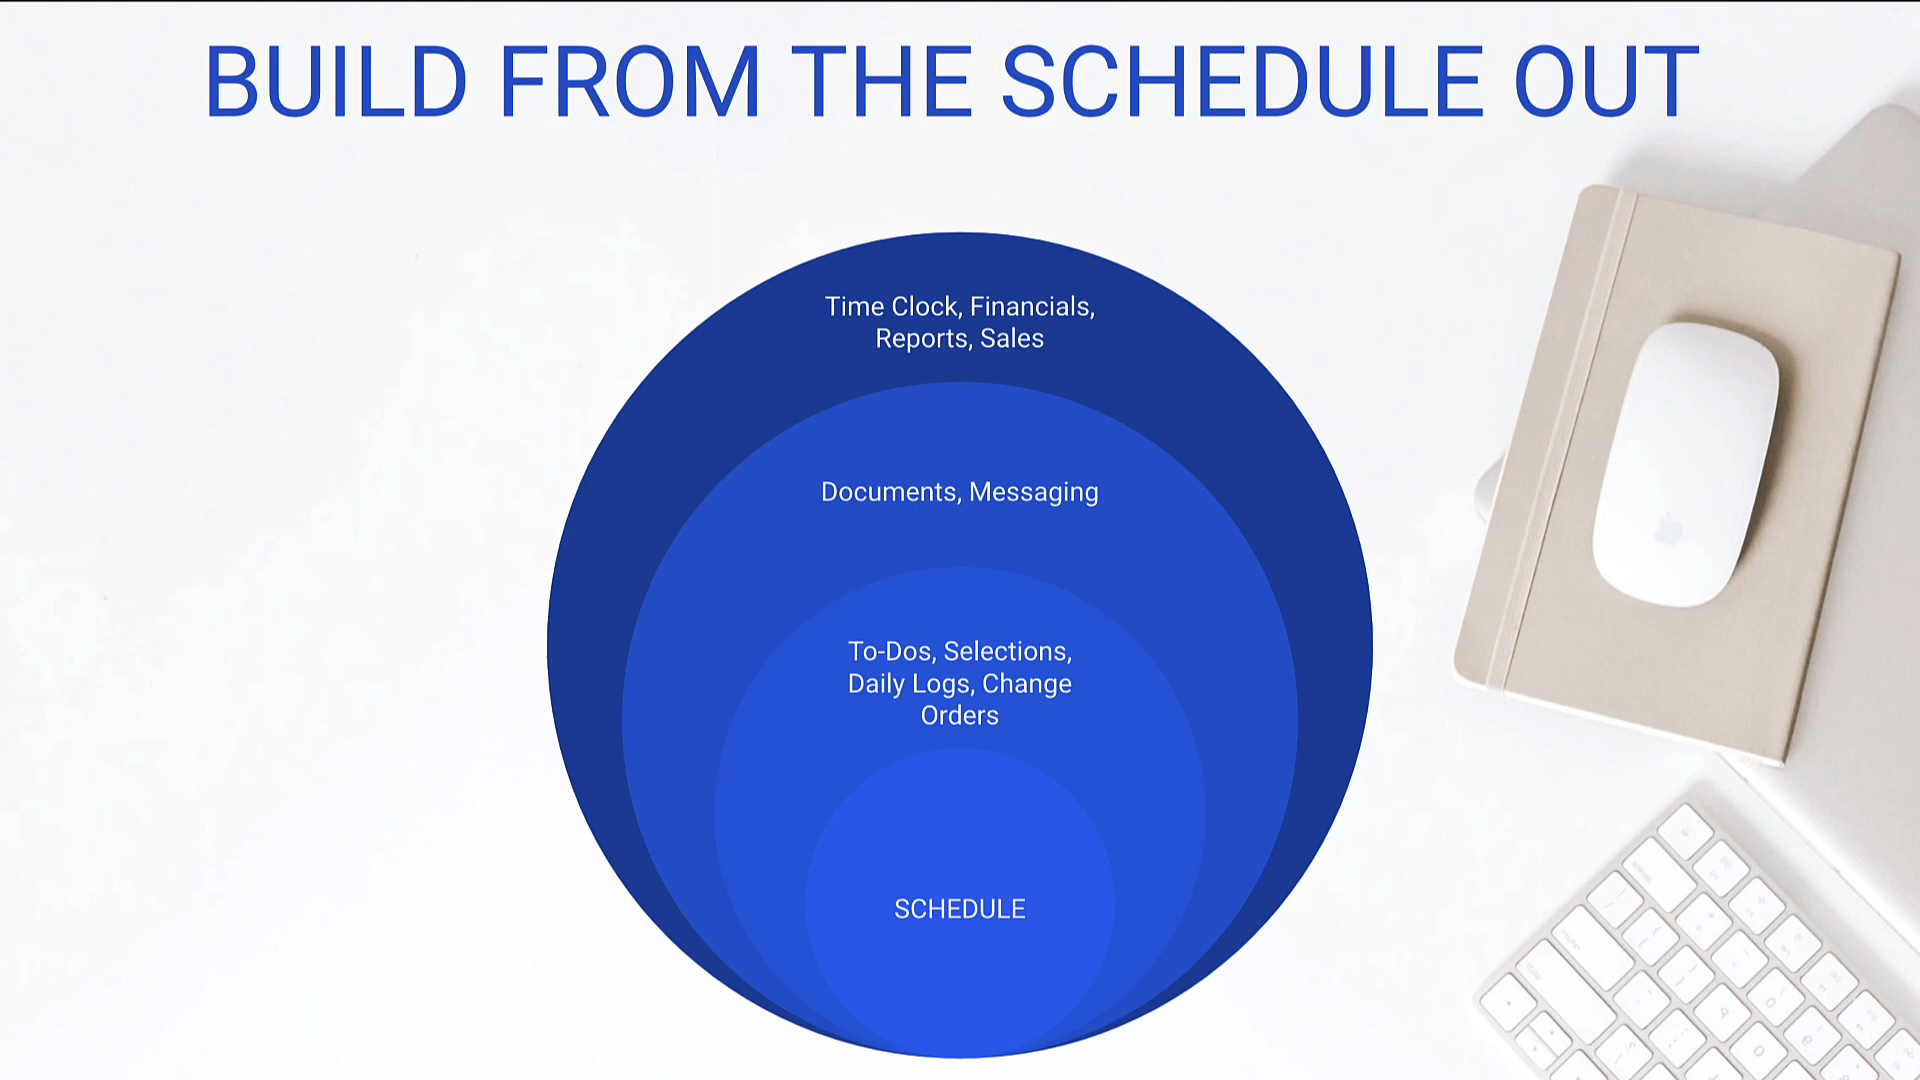 BUILD FROM THE SCHEDULE OUT
Time Clock, Financials,
Reports, Sales
Documents, Messaging
To-Dos, Selections,
Daily Logs, Change
Orders
SCHEDULE